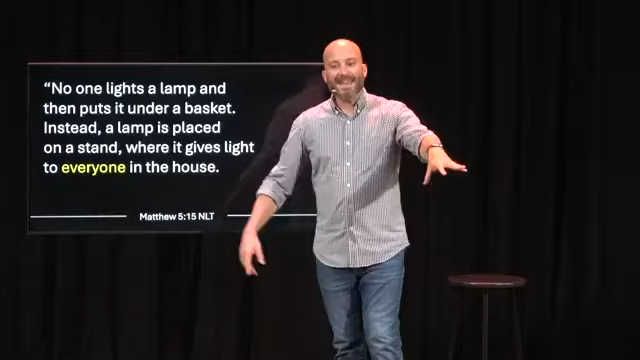 “No one lights a lamp and
then puts it under a basket.
Instead, a lamp is placed
on a stand, where it gives light
to everyone in the house.
Matthew 5:15 NLT